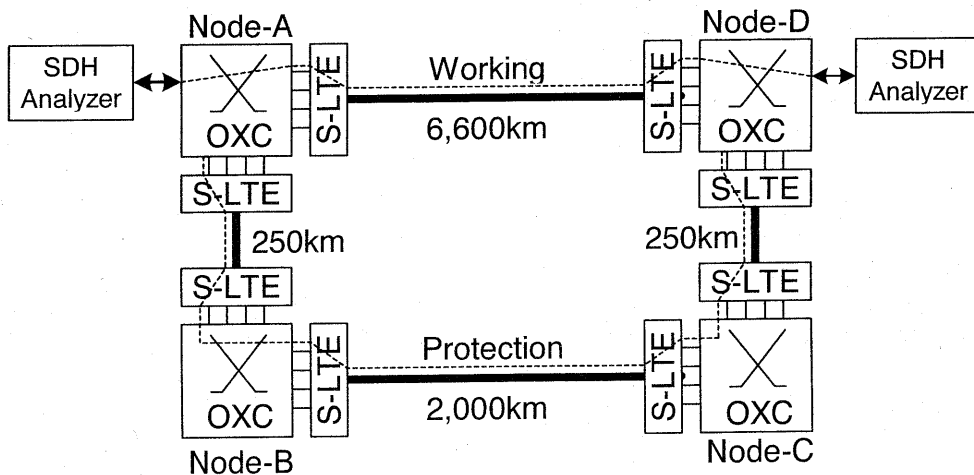 Node-A
Node-D
SDH
Analyzer
OXC
S-LTE
Working
6,600km
S-LTE
OXC
SDH
Analyzer
S-LTE
S-LTE
250km
250km
S-LTE
S-LTE
OXC
S-LTE
Protection
2,000km
S-LTE
OXC
Node-B
Node-C